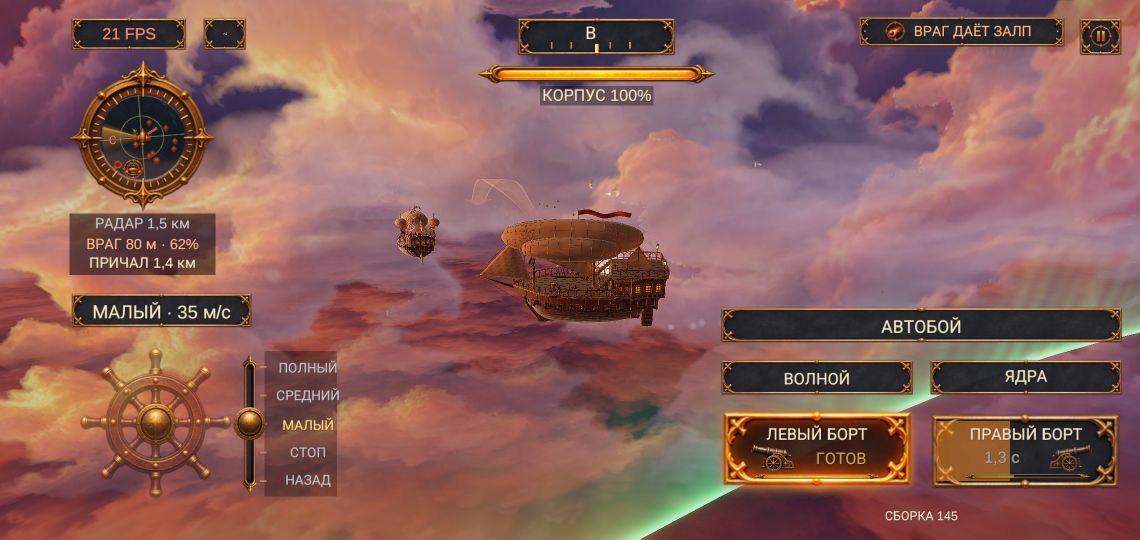 21 FPS
В
ВРАГ ДАЁТ ЗАЛП
КОРПУС 100%
С
РАДАР 1,5 км
ВРАГ 80 м · 62%
ПРИЧАЛ 1,4 км
МАЛЫЙ · 35 м/с
ПОЛНЫЙ
СРЕДНИЙ
МАЛЫЙ
СТОП
НАЗАД
АВТОБОЙ
ВОЛНОЙ
ЯДРА
ЛЕВЫЙ БОРТ
ГОТОВ
ПРАВЫЙ БОРТ
1,3 с
СБОРКА 145